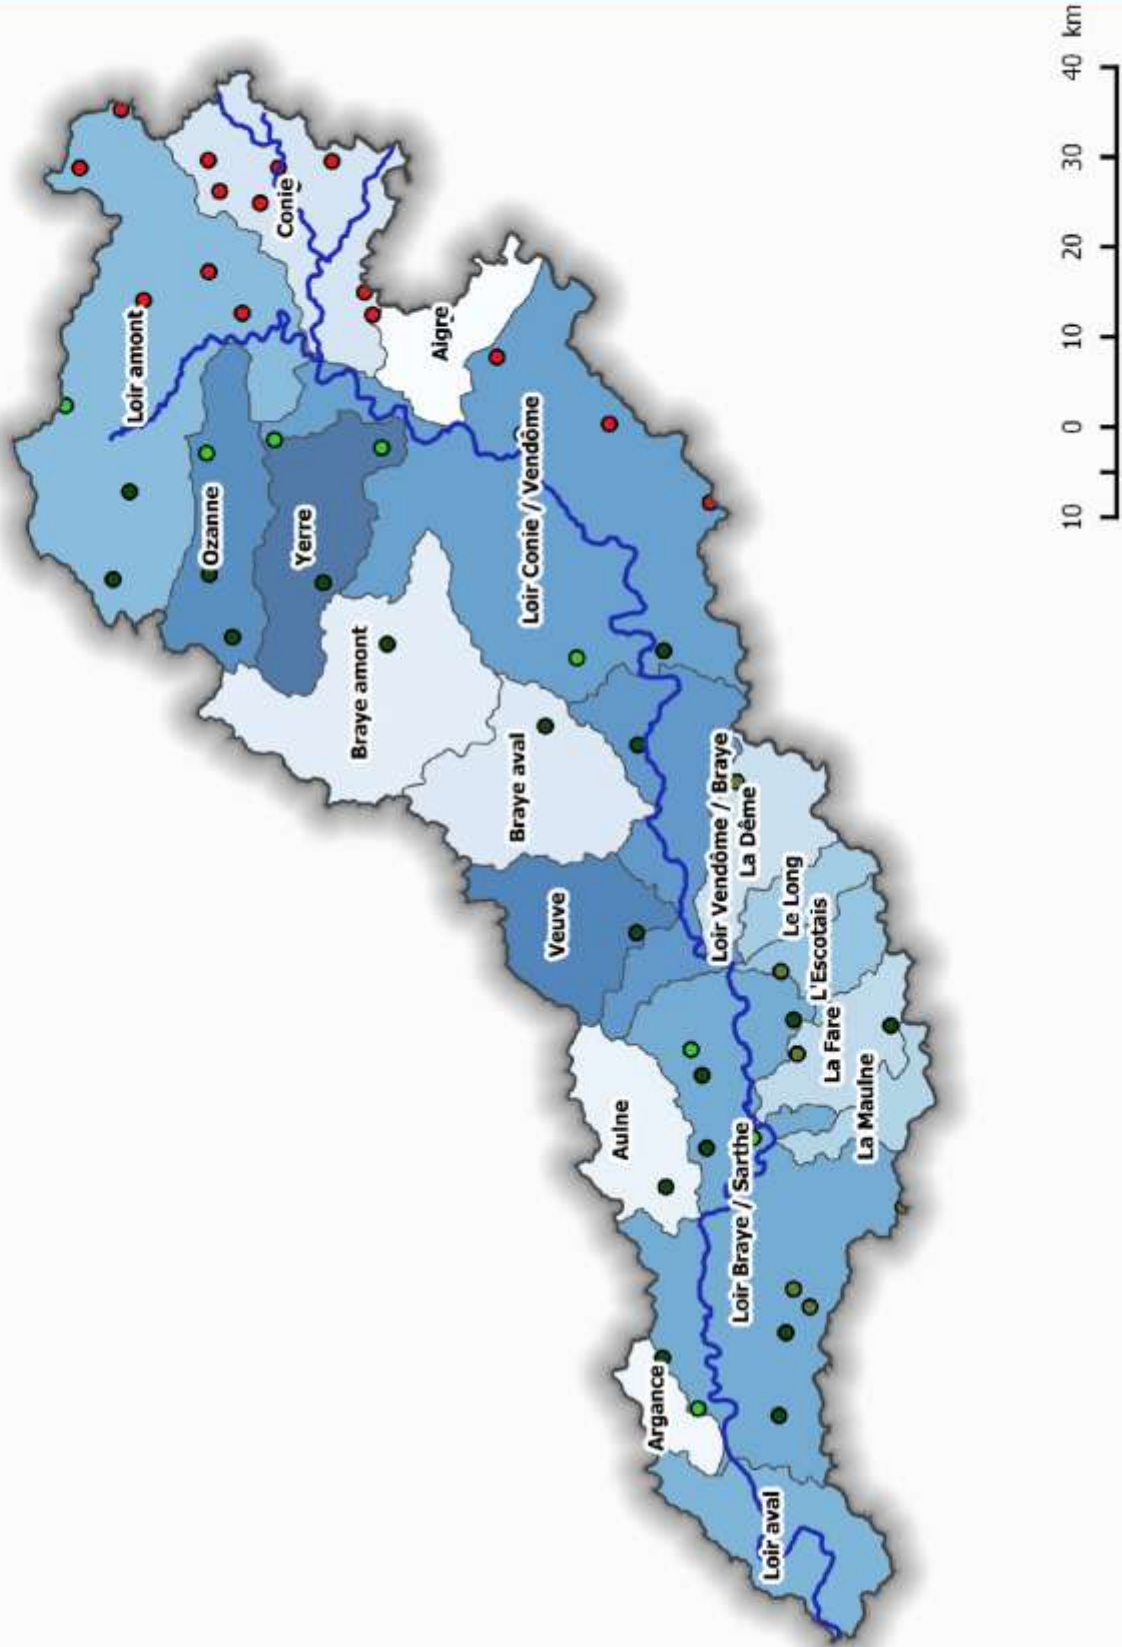 Loir amont
Conie
Ozanne
Yerre
Aigre
Braye amont
Loir Conie / Vendôme
Braye aval
Veuve
Loir Vendôme / Braye
La Dême
Le Long
L'Escotais
La Fare
La Maulne
Aulne
Loir Braye / Sarthe
Argance
Loir aval
10 0 10 20 30 40 km